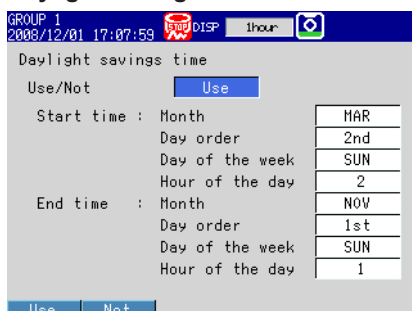 GROUP 1
2008/12/01 17:07:59 STOP DISP 1hour
Daylight savings time
Use/Not Use
Start time : Month MAR
Day order 2nd
Day of the week SUN
Hour of the day 2
End time : Month NOV
Day order 1st
Day of the week SUN
Hour of the day 1
Use Not